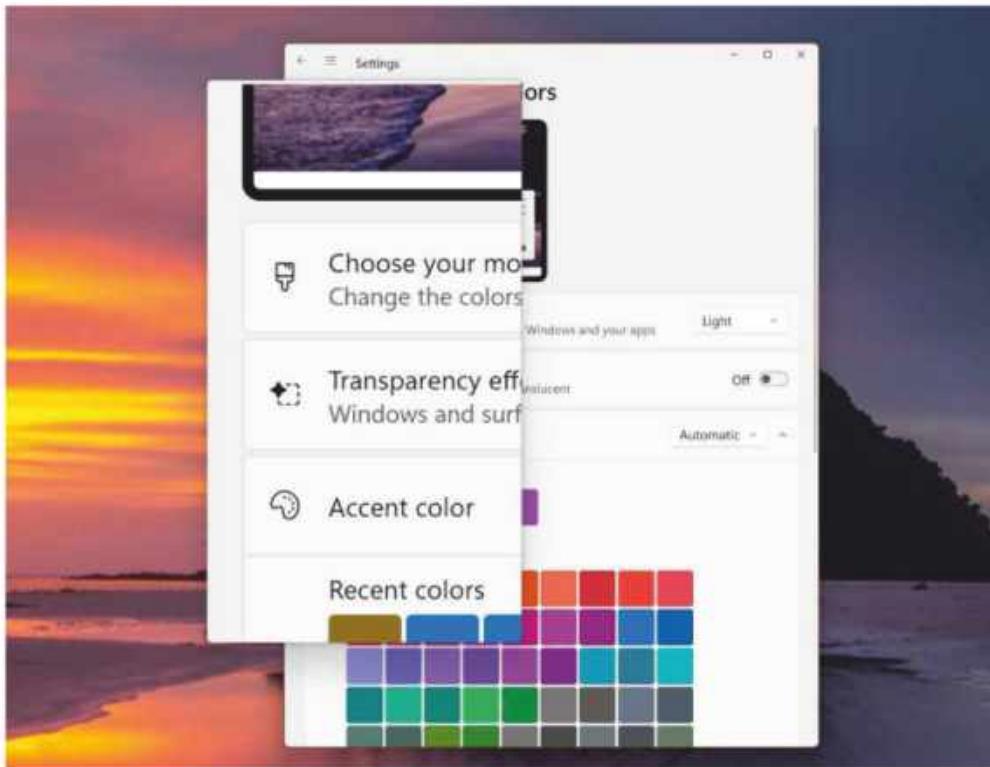 Settings
ors
Choose your mo
Change the colors
Windows and your apps
Light
Transparency eff
Windows and surf
anslucent
Off
Accent color
Automatic
Recent colors